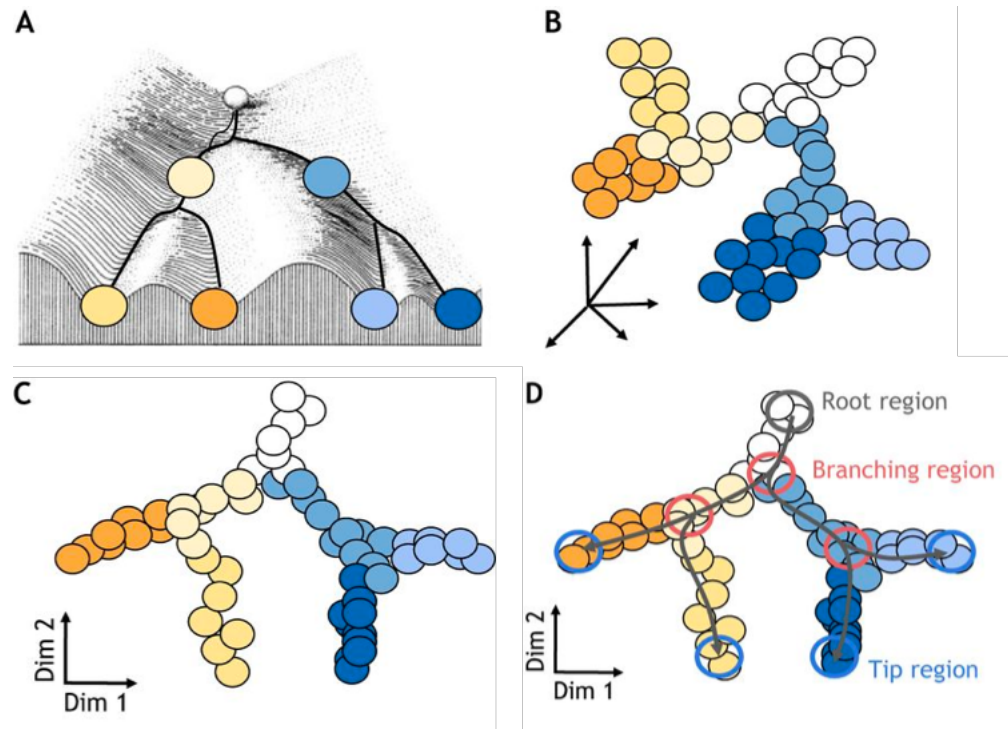 A
B
C
Dim 2
Dim 1
D
Root region
Branching region
Tip region
Dim 2
Dim 1